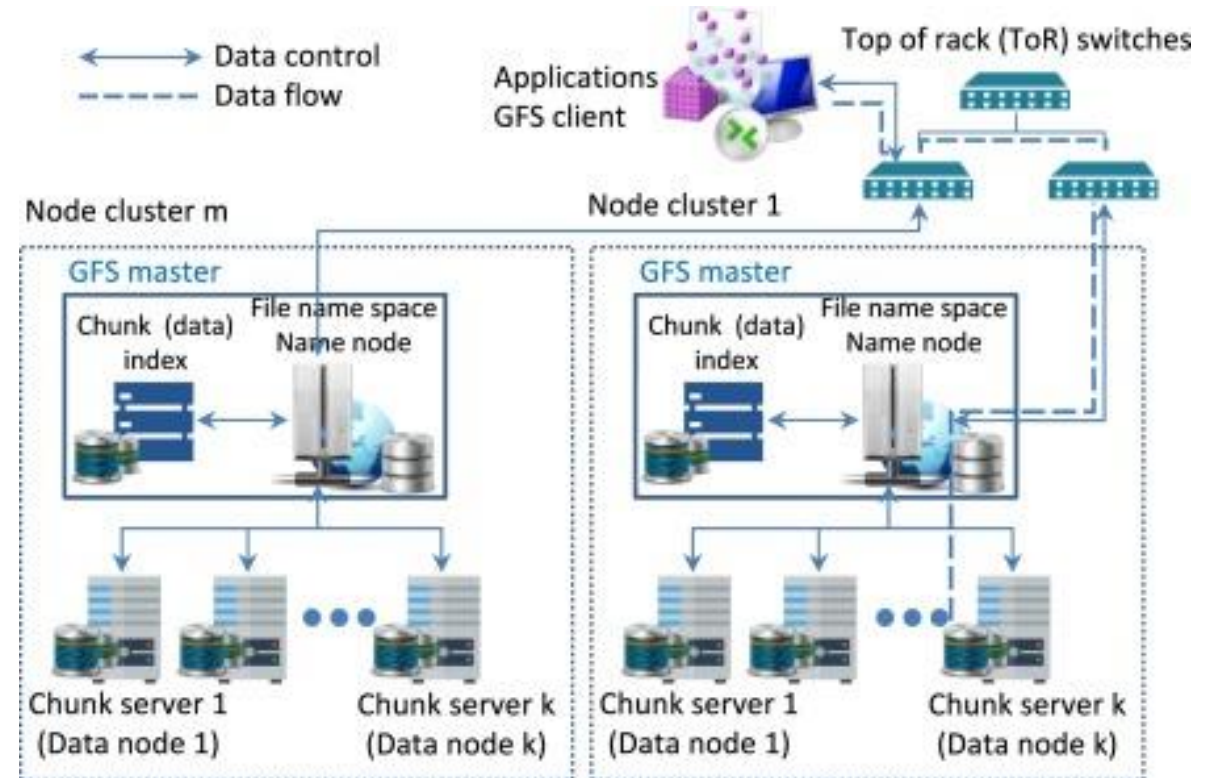 Data control
Data flow
Applications
GFS client
Top of rack (ToR) switches
Node cluster m
Node cluster 1
GFS master
Chunk (data)
index
File name space
Name node
GFS master
Chunk (data)
index
File name space
Name node
Chunk server 1
(Data node 1)
Chunk server k
(Data node k)
Chunk server 1
(Data node 1)
Chunk server k
(Data node k)